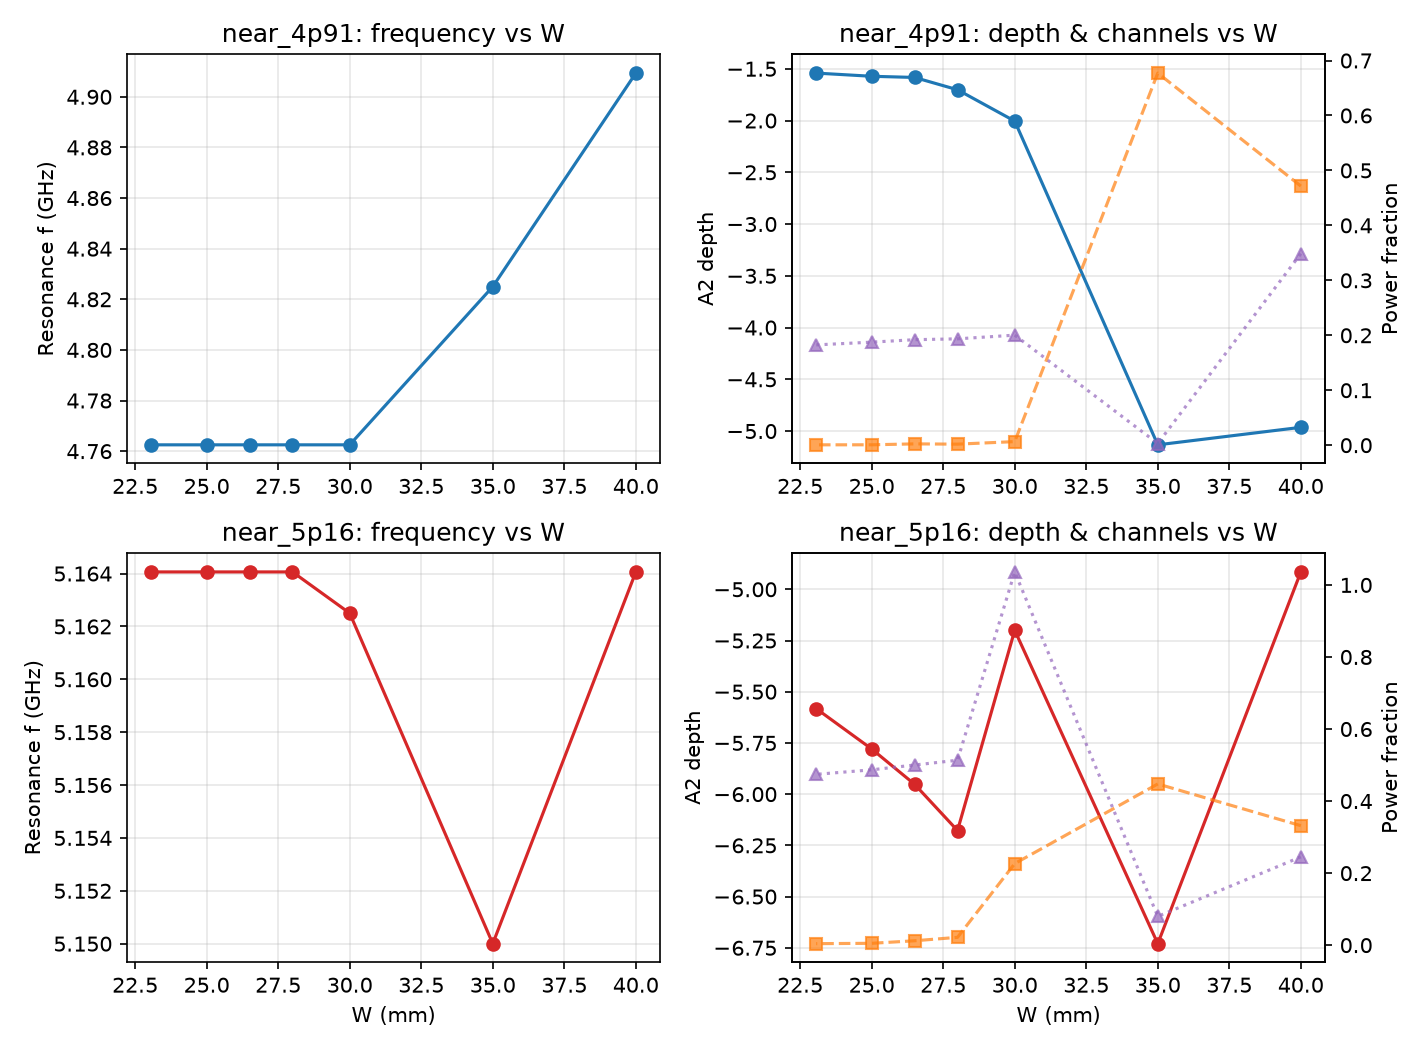 near_4p91: frequency vs W
Resonance f (GHz)
4.90
4.88
4.86
4.84
4.82
4.80
4.78
4.76
22.5 25.0 27.5 30.0 32.5 35.0 37.5 40.0
near_4p91: depth & channels vs W
A2 depth
−1.5
−2.0
−2.5
−3.0
−3.5
−4.0
−4.5
−5.0
0.7
0.6
0.5
0.4
0.3
0.2
0.1
0.0
Power fraction
22.5 25.0 27.5 30.0 32.5 35.0 37.5 40.0
near_5p16: frequency vs W
Resonance f (GHz)
5.164
5.162
5.160
5.158
5.156
5.154
5.152
5.150
22.5 25.0 27.5 30.0 32.5 35.0 37.5 40.0
W (mm)
near_5p16: depth & channels vs W
A2 depth
−5.00
−5.25
−5.50
−5.75
−6.00
−6.25
−6.50
−6.75
1.0
0.8
0.6
0.4
0.2
0.0
Power fraction
22.5 25.0 27.5 30.0 32.5 35.0 37.5 40.0
W (mm)